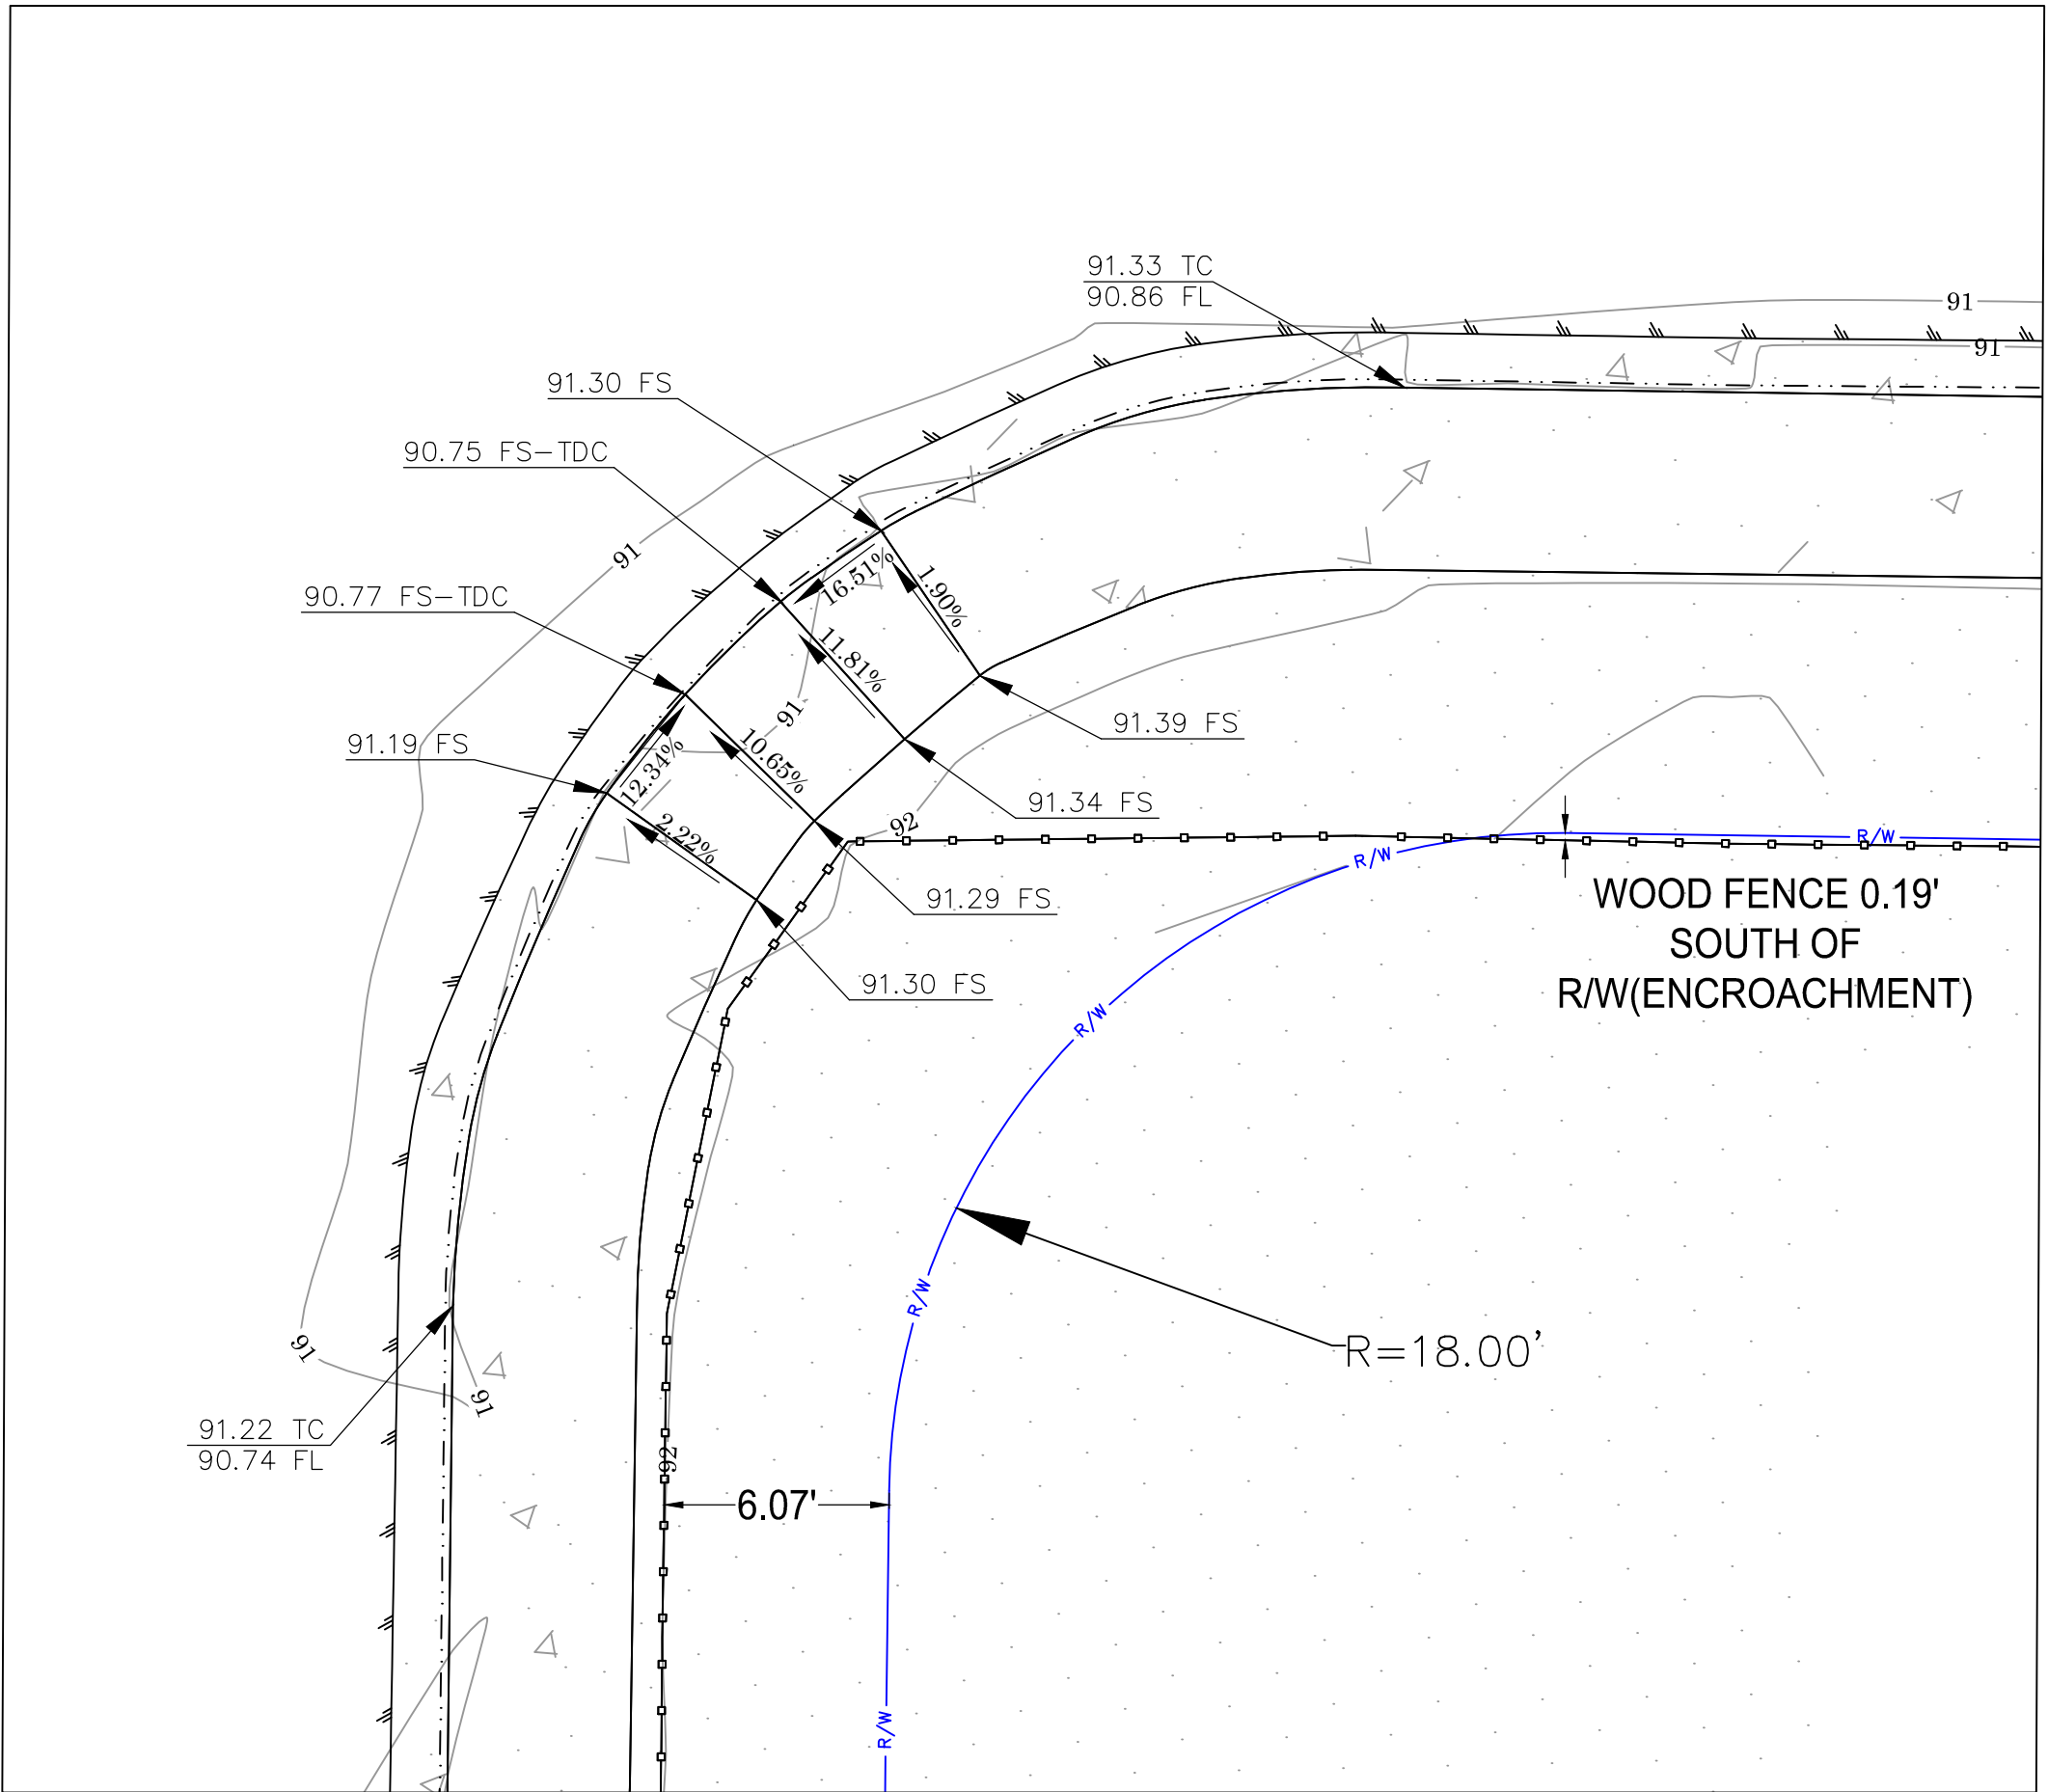 91.33 TC
90.86 FL
91
91
91.30 FS
90.75 FS-TDC
91
16.51%
1.90%
90.77 FS-TDC
11.81%
91
91.39 FS
91.19 FS
12.34%
10.65%
91.34 FS
2.22%
92
R/W
R/W
91.29 FS
WOOD FENCE 0.19'
SOUTH OF
R/W(ENCROACHMENT)
91.30 FS
R/W
R/W
R=18.00'
91
91
91.22 TC
90.74 FL
92
6.07'
R/W